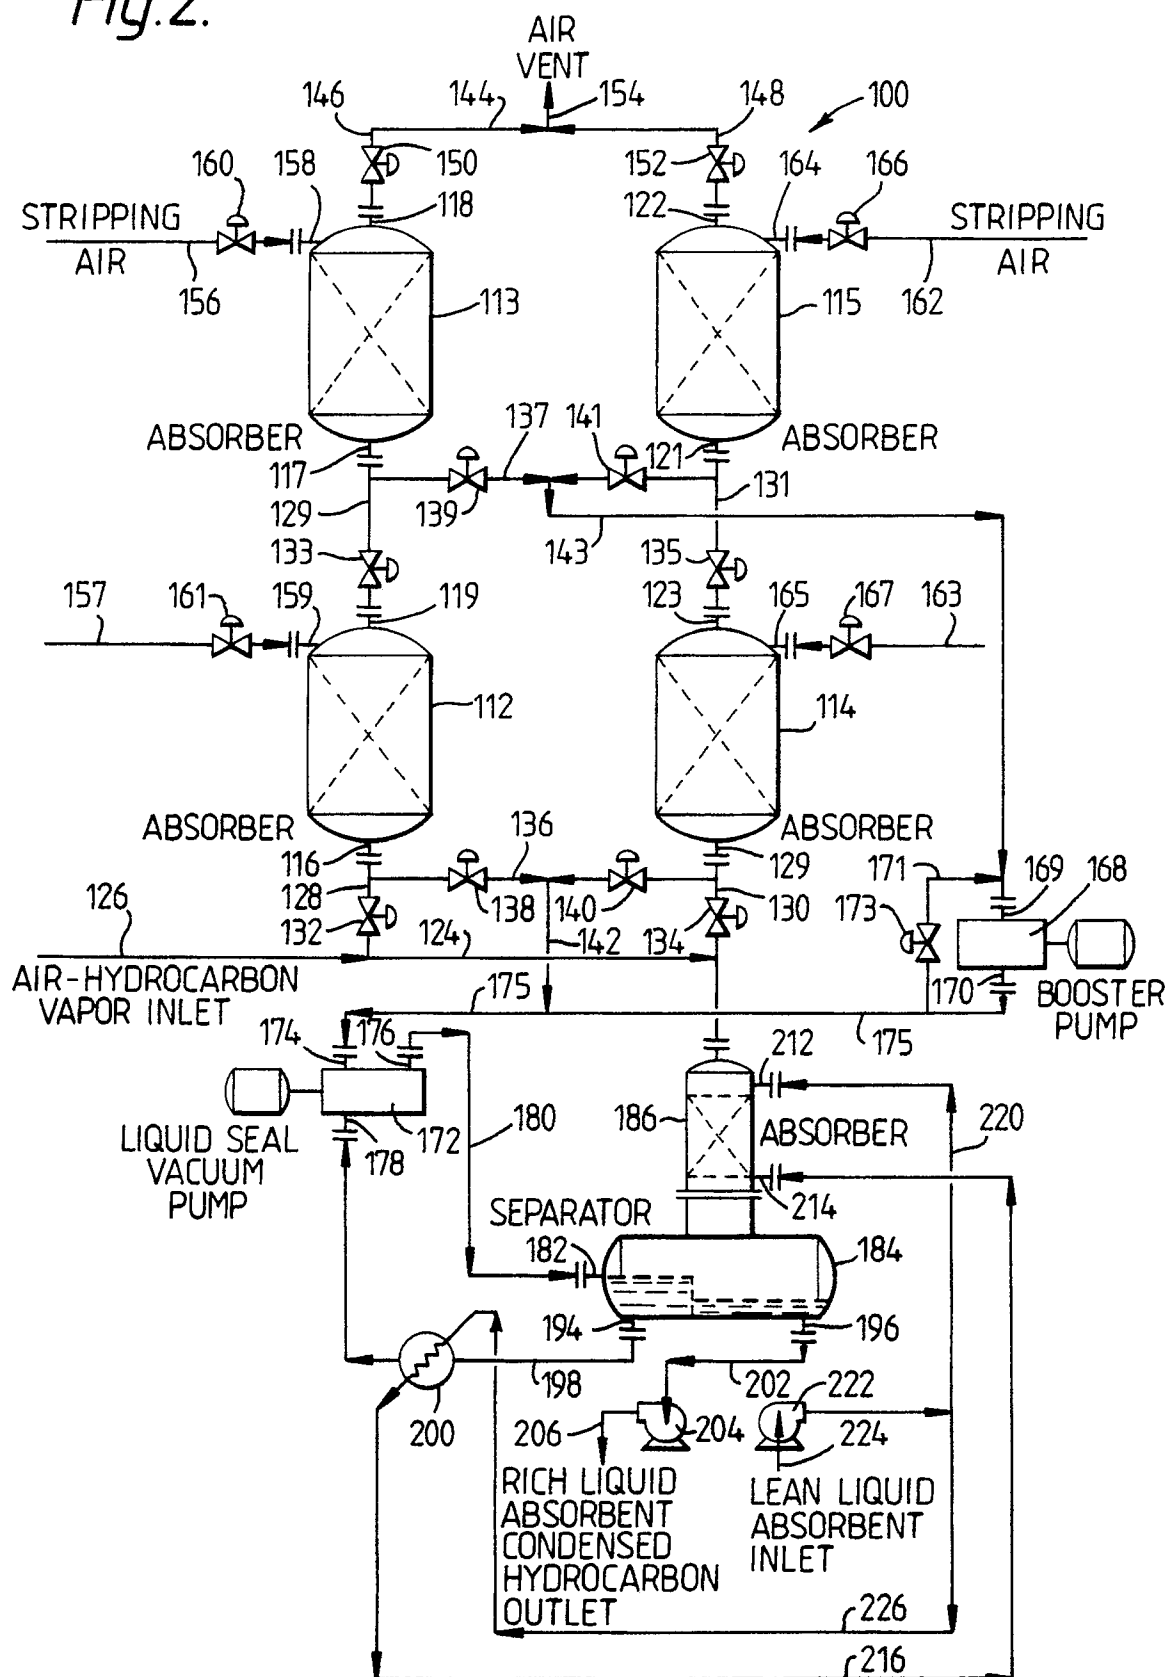 Fig.2.
AIR
VENT
146
144
154
148
100
160
158
150
152
164
166
118
122
STRIPPING
AIR
STRIPPING
AIR
156
162
113
115
ABSORBER
137
141
121
ABSORBER
117
129
139
131
143
133
135
157
161
159
119
123
165
167
163
112
114
ABSORBER
136
ABSORBER
116
129
171
169
168
126
128
138
140
130
173
132
124
142
134
AIR-HYDROCARBON
VAPOR INLET
175
170
BOOSTER
PUMP
174
176
175
212
186
180
ABSORBER
220
LIQUID SEAL
VACUUM
PUMP
172
178
214
SEPARATOR
182
184
194
196
198
202
222
200
206
204
224
RICH LIQUID
ABSORBENT
CONDENSED
HYDROCARBON
OUTLET
LEAN LIQUID
ABSORBENT
INLET
226
216